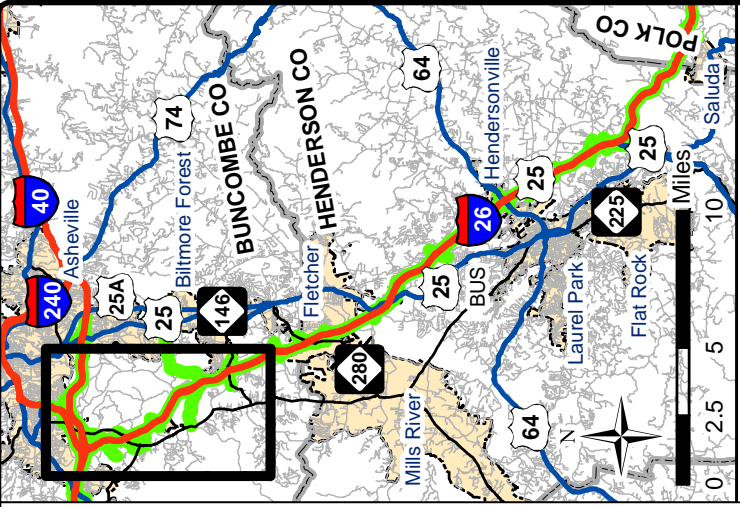 40
240
Asheville
74
25A
25
Biltmore Forest
146
BUNCOMBE CO
HENDERSON CO
Fletcher
64
POLK CO
Hendersonville
26
25
25
Saluda
25
BUS
280
225
Laurel Park
Flat Rock
Mills River
64
N
0
2.5
5
10
Miles